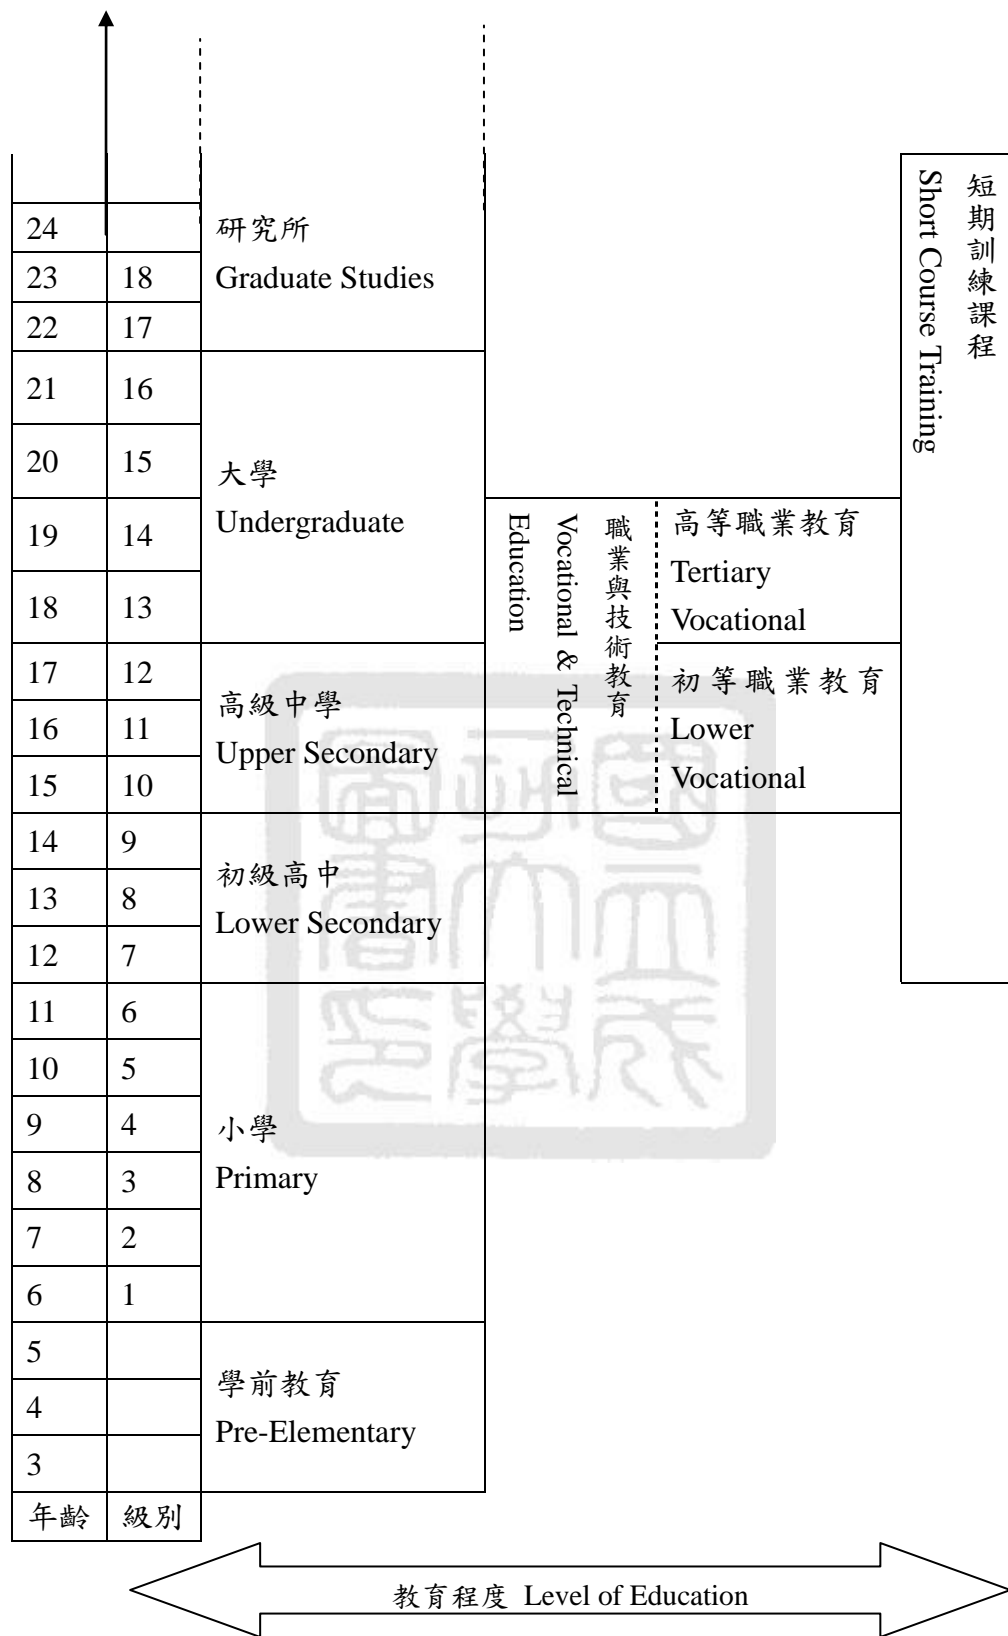 24
研究所
23 18
Graduate Studies
22 17
21 16
20 15
大學
Undergraduate
19 14
18 13
17 12
高級中學
16 11
Upper Secondary
15 10
14 9
初級高中
13 8
Lower Secondary
12 7
11 6
10 5
9 4
小學
8 3
Primary
7 2
6 1
5
學前教育
4
Pre-Elementary
3
年齡 級別
職業與技術教育
Vocational & Technical
Education
高等職業教育
Tertiary
Vocational
初等職業教育
Lower
Vocational
短期訓練課程
Short Course Training
教育程度 Level of Education